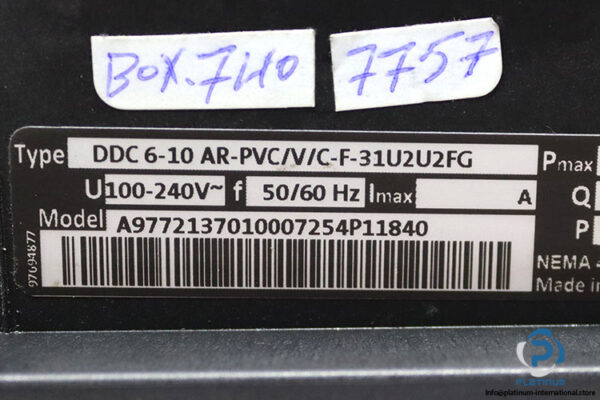 BOX.7140
7757
Type DDC 6-10 AR-PVC/V/C-F-31U2U2FG Pmax
U 100-240V~ f 50/60 Hz Imax A Q
Model A9772137010007254P11840 P
97694877
NEMA
Made in
PLATINUM
info@platinum-international.store